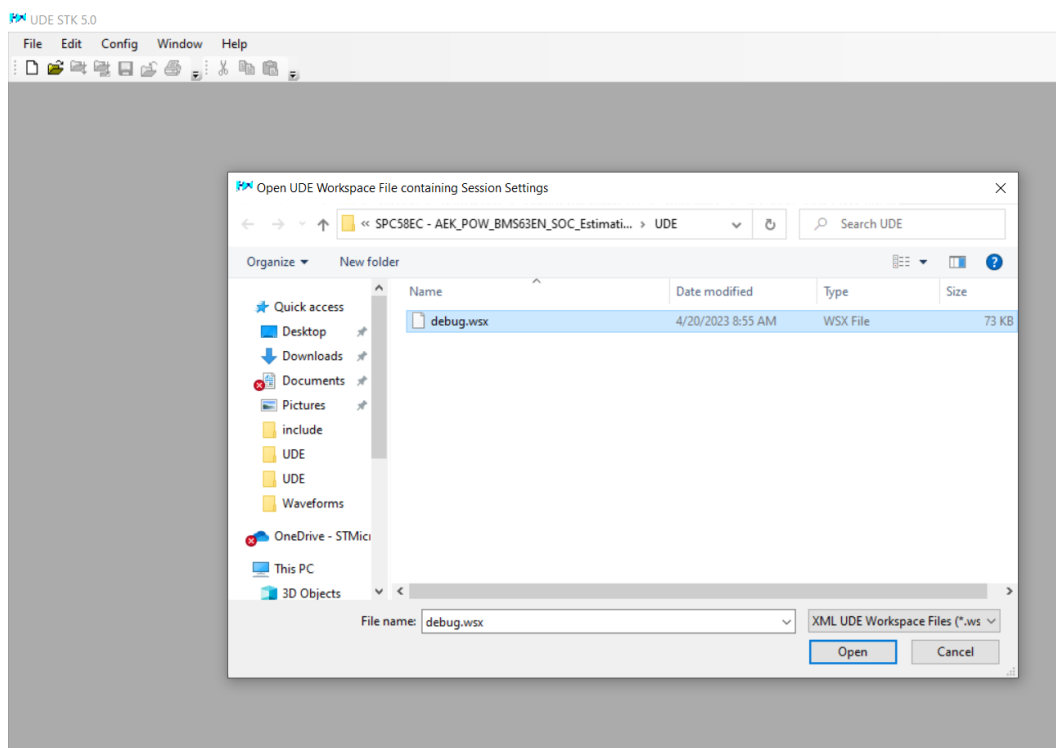 UDE STK 5.0
File Edit Config Window Help
Open UDE Workspace File containing Session Settings
« SPC58EC - AEK_POW_BMS63EN_SOC_Estimati... › UDE
Search UDE
Organize New folder
Name Date modified Type Size
debug.wsx 4/20/2023 8:55 AM WSX File 73 KB
Quick access
Desktop
Downloads
Documents
Pictures
include
UDE
UDE
Waveforms
OneDrive - STMicr
This PC
3D Objects
File name: debug.wsx XML UDE Workspace Files (*.ws
Open Cancel